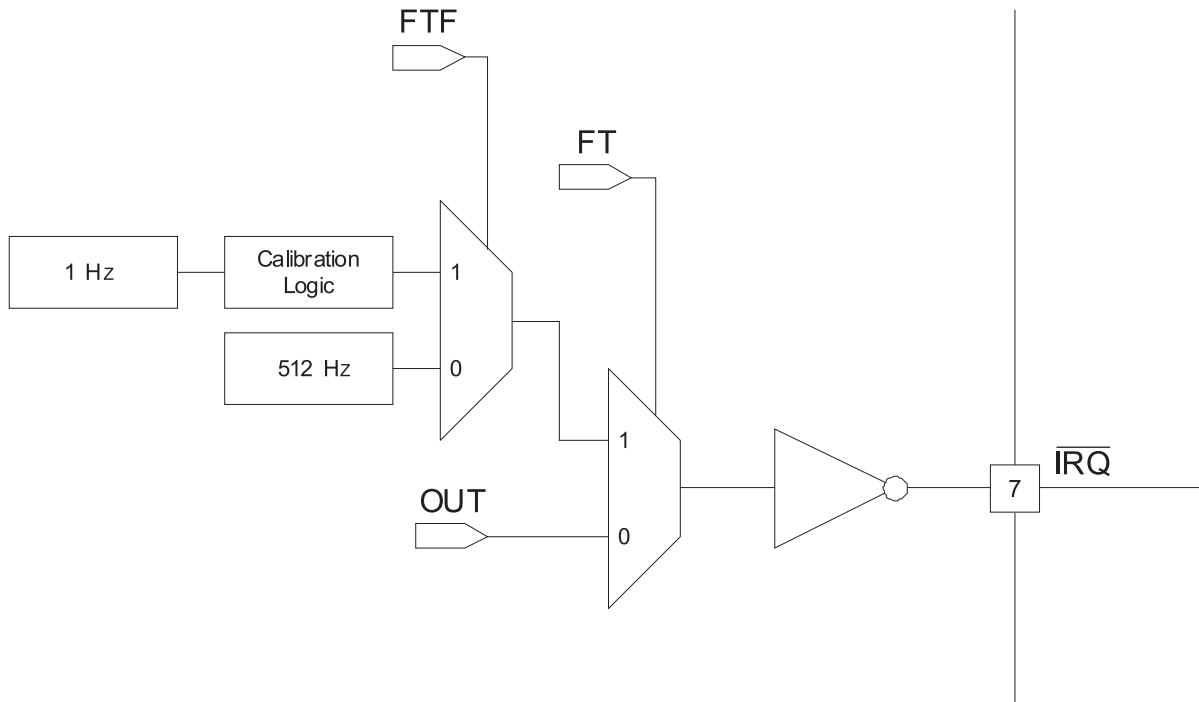 FTF
FT
1 Hz
Calibration
Logic
1
512 Hz
0
1
IRQ
7
OUT
0